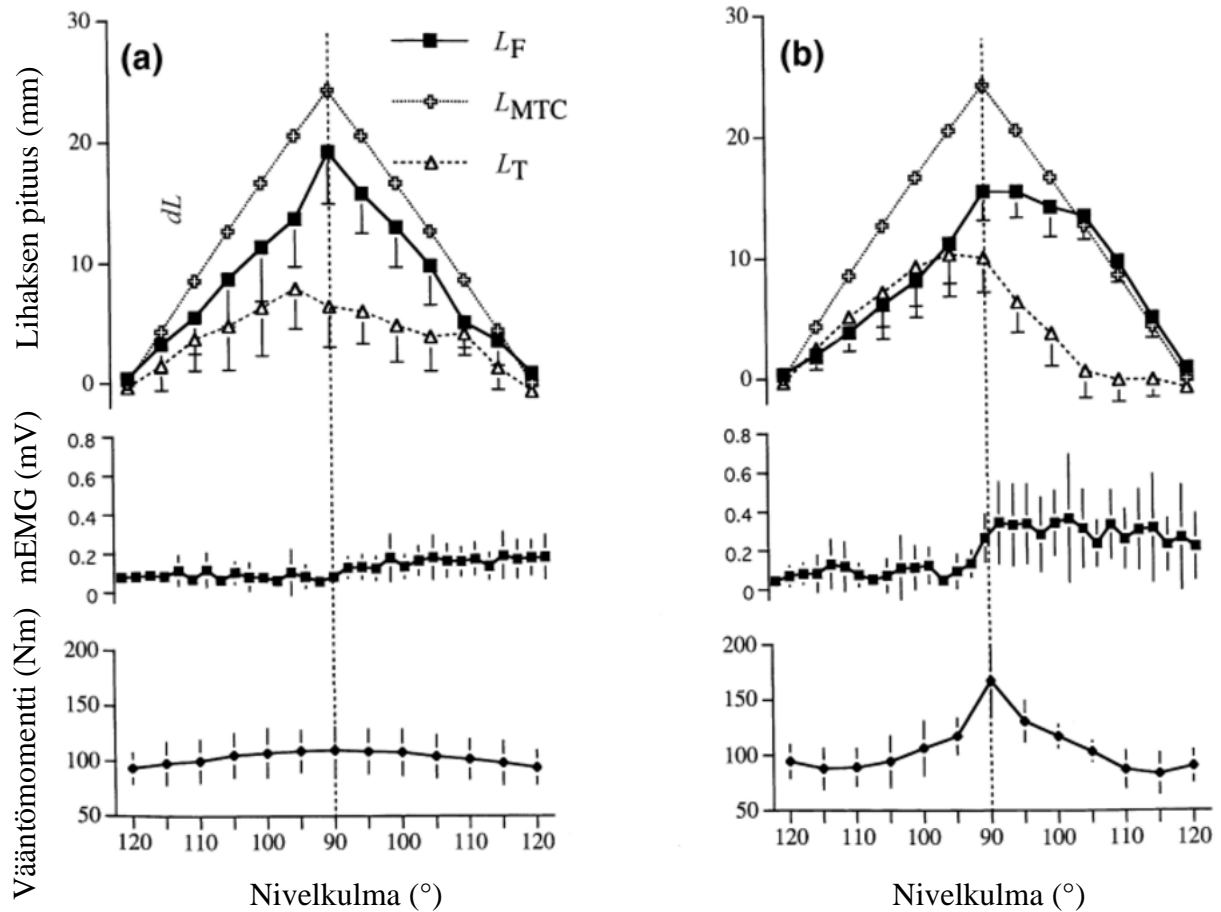 (a)
L_F
L_MTC
L_T
dL
Lihaksen pituus (mm)
30
20
10
0
mEMG (mV)
0.8
0.6
0.4
0.2
0
Vääntömomentti (Nm)
200
150
100
50
120 110 100 90 100 110 120
Nivelkulma (°)
(b)
30
20
10
0
0.8
0.6
0.4
0.2
0
200
150
100
50
120 110 100 90 100 110 120
Nivelkulma (°)